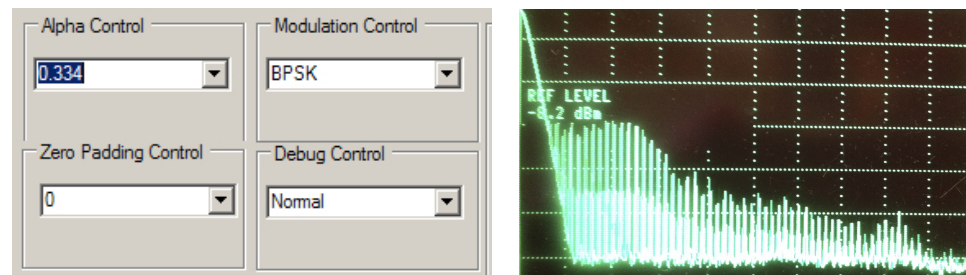 Alpha Control
0.334
Modulation Control
BPSK
Zero Padding Control
0
Debug Control
Normal
REF LEVEL
-8.2 dBm